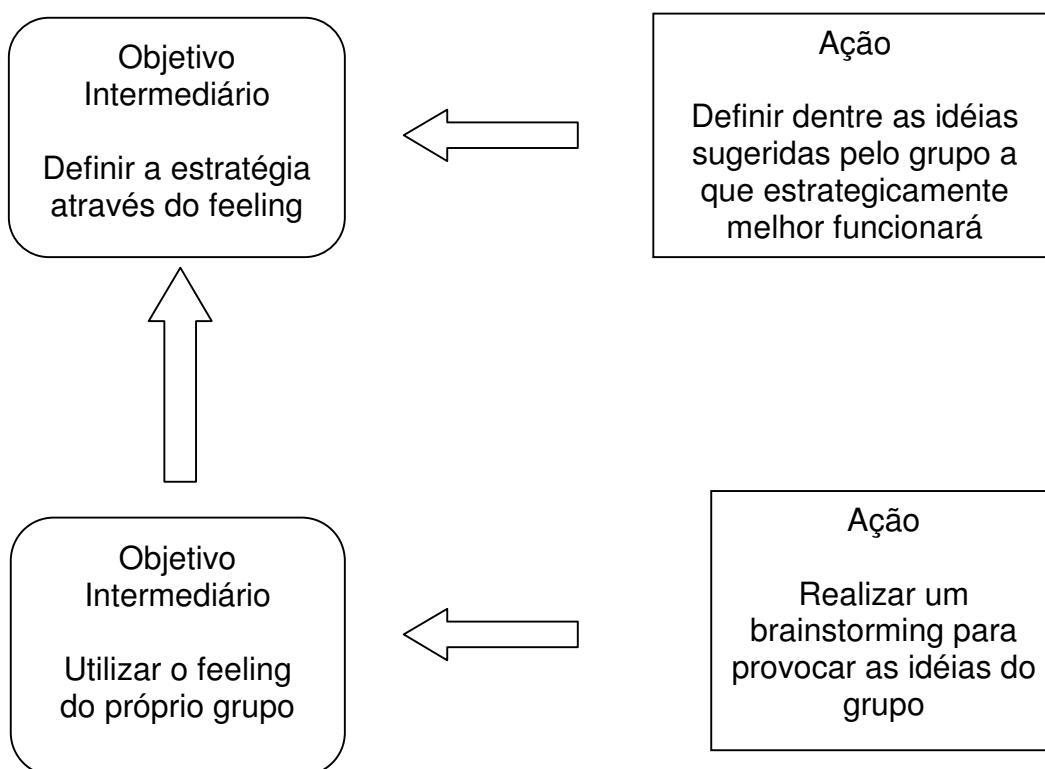 Objetivo
Intermediário
Definir a estratégia
através do feeling
Ação
Definir dentre as idéias
sugeridas pelo grupo a
que estrategicamente
melhor funcionará
Objetivo
Intermediário
Utilizar o feeling
do próprio grupo
Ação
Realizar um
brainstorming para
provocar as idéias do
grupo